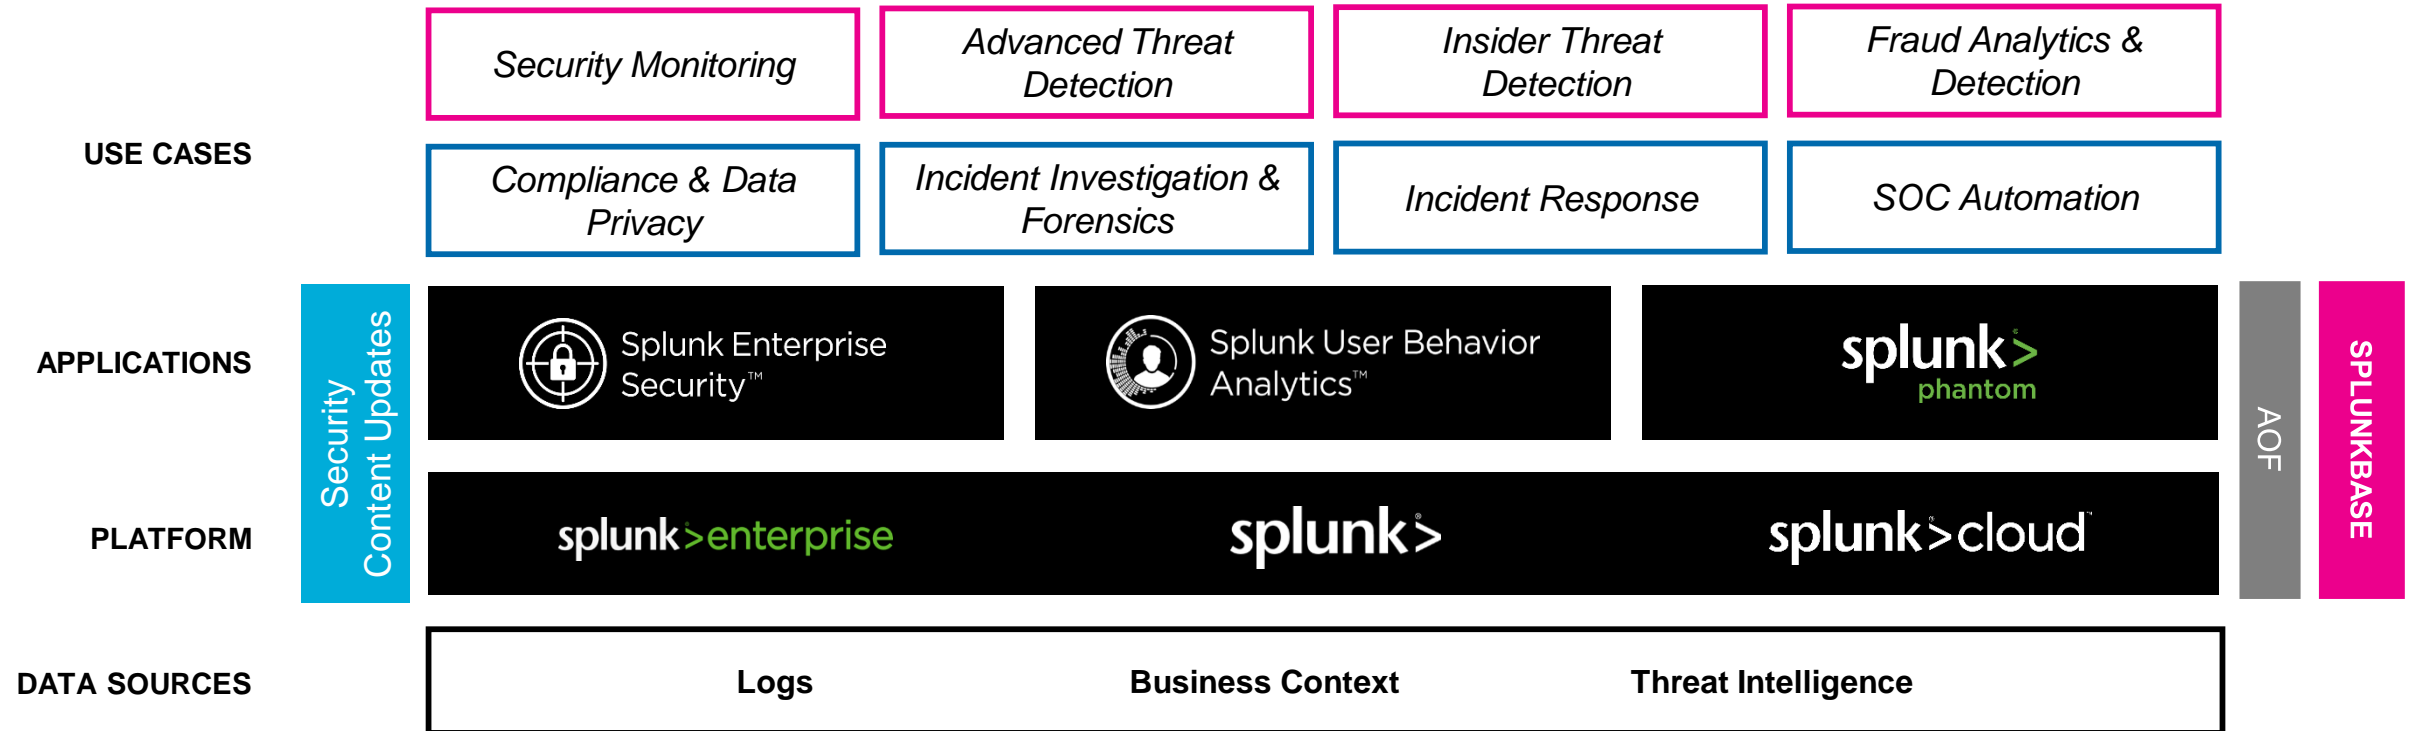 USE CASES
Security Monitoring
Advanced Threat
Detection
Insider Threat
Detection
Fraud Analytics &
Detection
Compliance & Data
Privacy
Incident Investigation &
Forensics
Incident Response
SOC Automation
APPLICATIONS
Security
Content Updates
Splunk Enterprise
Security™
Splunk User Behavior
Analytics™
splunk>
phantom
AOF
SPLUNKBASE
PLATFORM
splunk>enterprise
splunk>®
splunk>cloud™
DATA SOURCES
Logs
Business Context
Threat Intelligence